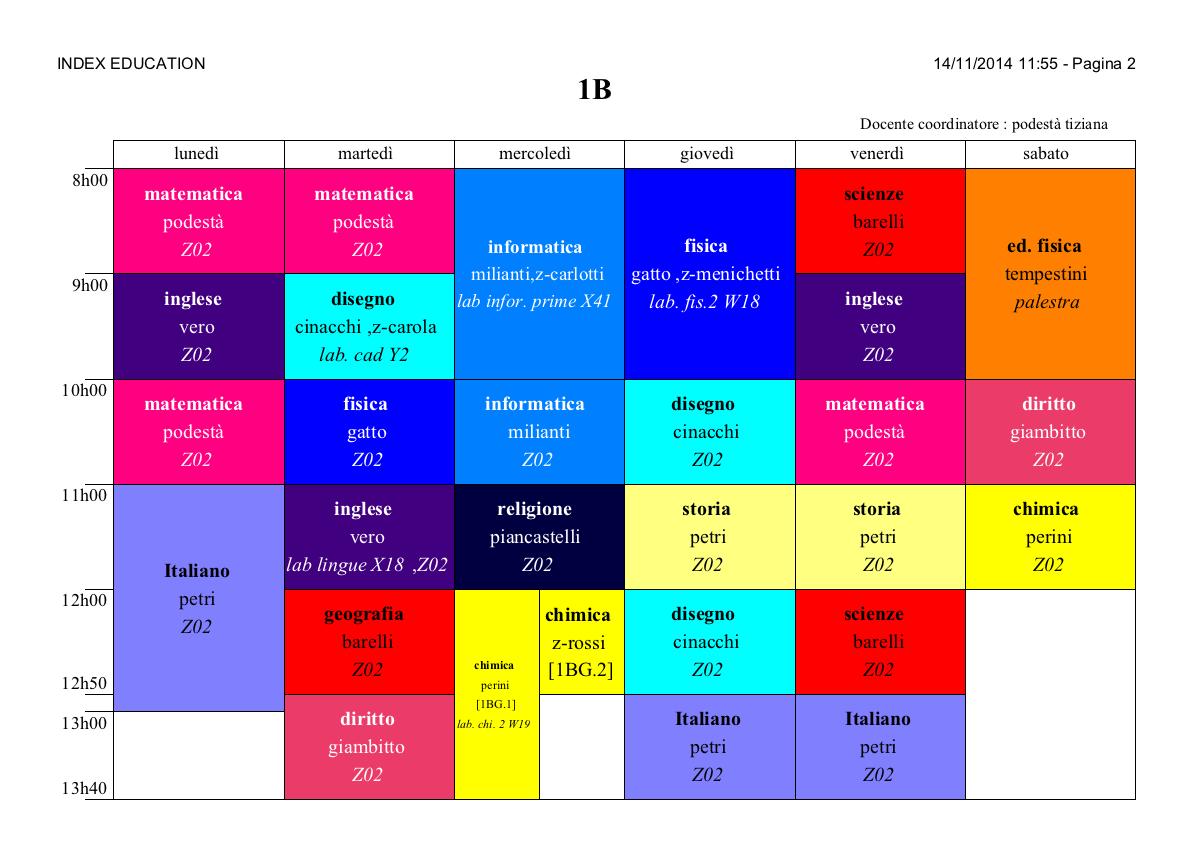 INDEX EDUCATION
14/11/2014 11:55 - Pagina 2
1B
Docente coordinatore : podestà tiziana
lunedì
martedì
mercoledì
giovedì
venerdì
sabato
8h00
matematica
podestà
Z02
matematica
podestà
Z02
informatica
milianti,z-carlotti
lab infor. prime X41
fisica
gatto ,z-menichetti
lab. fis.2 W18
scienze
barelli
Z02
ed. fisica
tempestini
palestra
9h00
inglese
vero
Z02
disegno
cinacchi ,z-carola
lab. cad Y2
inglese
vero
Z02
10h00
matematica
podestà
Z02
fisica
gatto
Z02
informatica
milianti
Z02
disegno
cinacchi
Z02
matematica
podestà
Z02
diritto
giambitto
Z02
11h00
Italiano
petri
Z02
inglese
vero
lab lingue X18 ,Z02
religione
piancastelli
Z02
storia
petri
Z02
storia
petri
Z02
chimica
perini
Z02
12h00
geografia
barelli
Z02
chimica
perini
[1BG.1]
lab. chi. 2 W19
chimica
z-rossi
[1BG.2]
disegno
cinacchi
Z02
scienze
barelli
Z02
12h50
13h00
diritto
giambitto
Z02
Italiano
petri
Z02
Italiano
petri
Z02
13h40